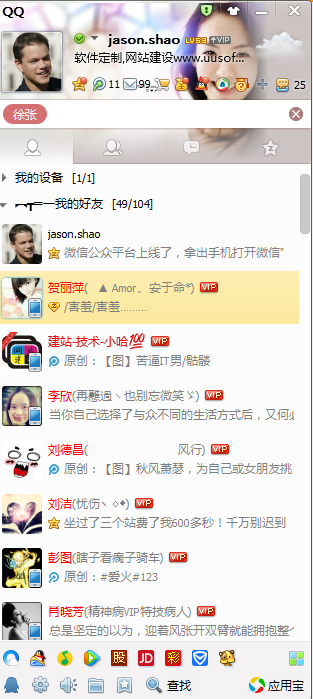 QQ
jason.shao LV59 VIP
软件定制,网站建设www.uusof...
11 99... 25
徐张
我的设备 [1/1]
我的好友 [49/104]
jason.shao
微信公众平台上线了，拿出手机打开微信"
贺丽萍( ▲ Amor、安于命*) VIP
/害羞/害羞.........
建站-技术-小哈💯 VIP
原创：【图】苦逼IT男/骷髅
李欣(再难過丶也别忘微笑ゞ) VIP
当你自己选择了与众不同的生活方式后，又何必
刘德昌( 风行) VIP
原创：【图】秋风萧瑟，为自己或女朋友挑
刘洁(忧伤ヽ◇◆) VIP
坐过了三个站费了我600多秒！千万别迟到
彭图(瞎子看瘸子骑车) VIP
原创：#爱火#123
肖晓芳(精神病VIP特技病人) VIP
总是坚定的以为，迎着风张开双臂就能拥抱整个
股 JD 彩
查找 应用宝